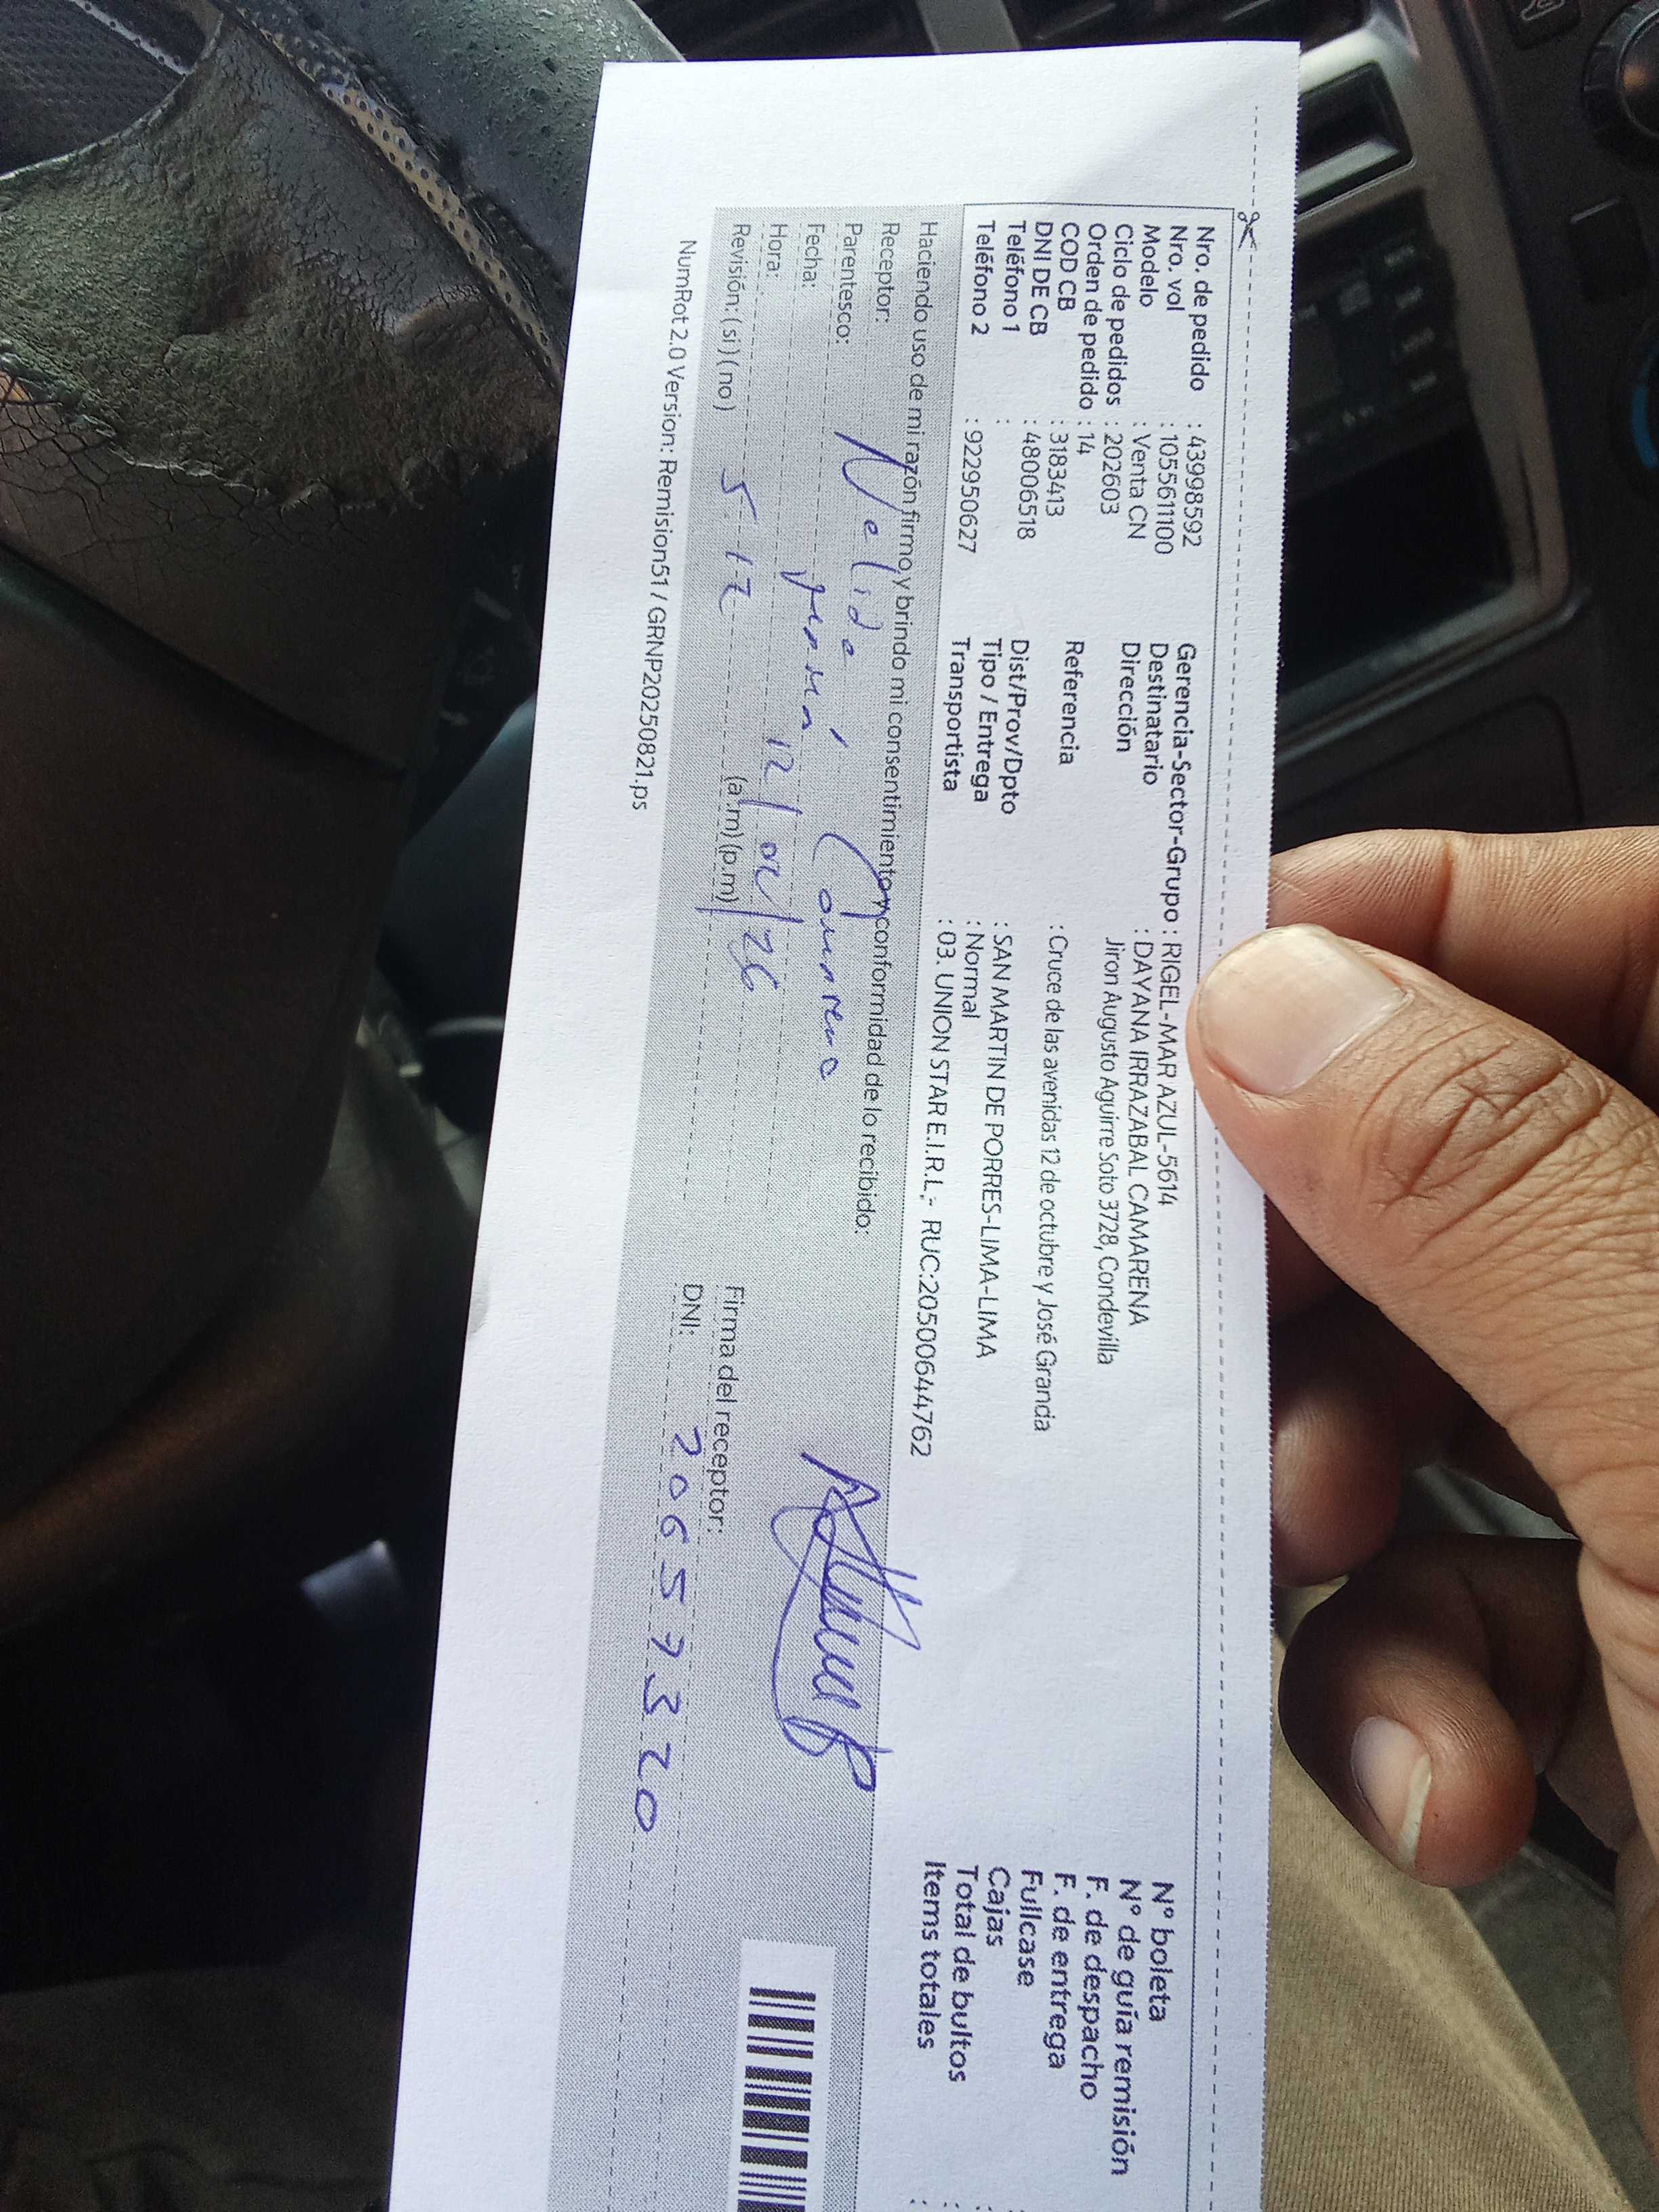 Nro. de pedido : 43998592
Nro. vol : 1055611100
Modelo : Venta CN
Ciclo de pedidos : 202603
Orden de pedido : 14
COD CB : 3183413
DNI DE CB : 48006518
Teléfono 1 :
Teléfono 2 : 922950627
Gerencia-Sector-Grupo : RIGEL-MAR AZUL-5614
Destinatario : DAYANA IRRAZABAL CAMARENA
Dirección Jiron Augusto Aguirre Soto 3728, Condevilla
Referencia : Cruce de las avenidas 12 de octubre y José Granda
Dist/Prov/Dpto : SAN MARTIN DE PORRES-LIMA-LIMA
Tipo / Entrega : Normal
Transportista : 03. UNION STAR E.I.R.L,- RUC:20500644762
N° boleta
N° de guía remisión
F. de despacho
F. de entrega
Fullcase :
Cajas :
Total de bultos :
Items totales :
Haciendo uso de mi razón firmo,y brindo mi consentimiento y conformidad de lo recibido:
Receptor: Nelida
Parentesco: mamá
Fecha: 12/02/26
Hora: 5 12 (a.m) (p.m)
Revisión: ( si ) ( no )
Firma del receptor:
DNI: 20657320
NumRot 2.0 Version: Remision51 / GRNP20250821.ps